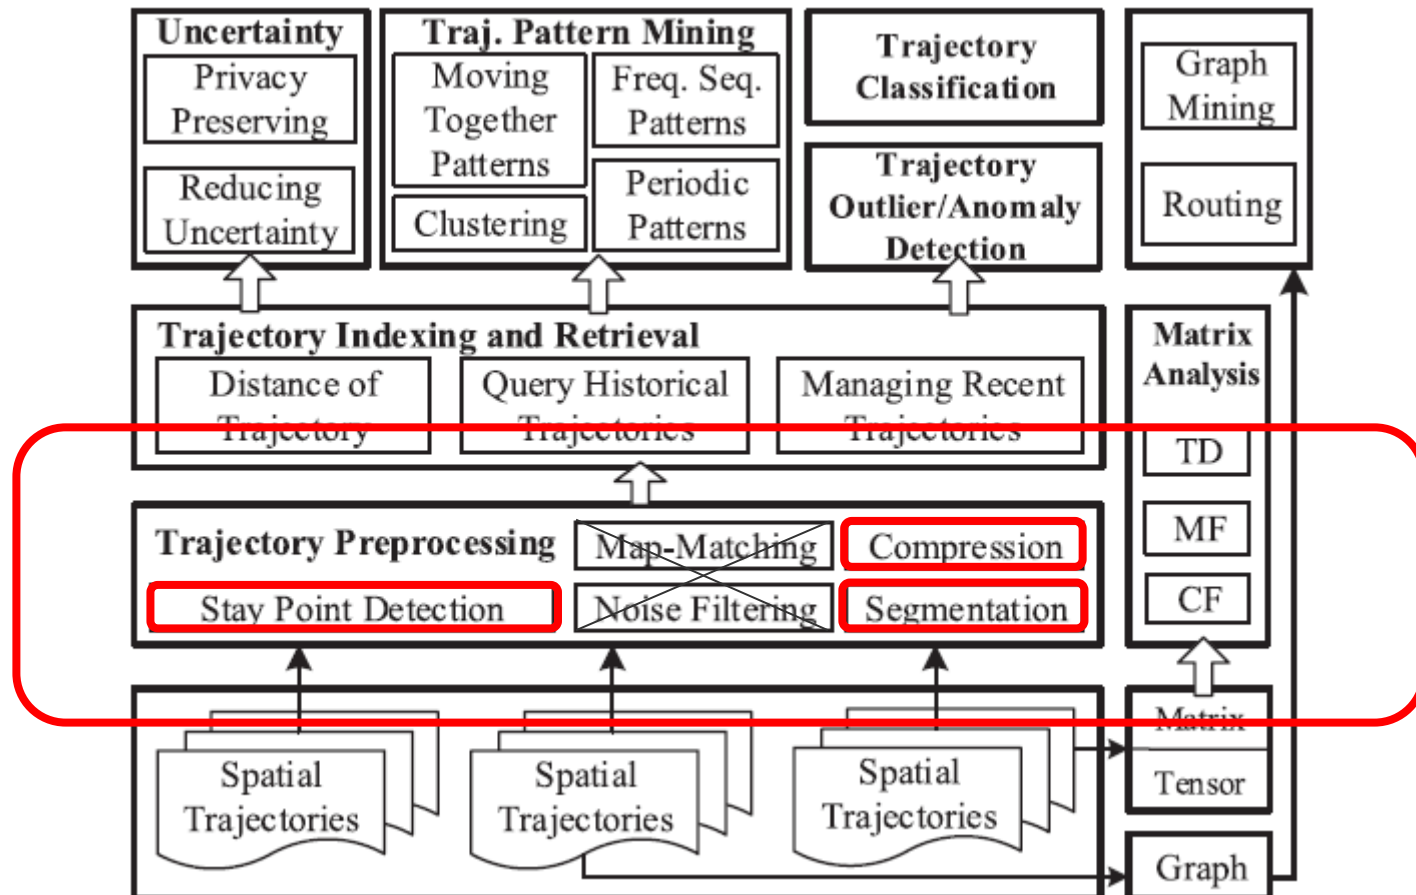 Uncertainty
Privacy
Preserving
Reducing
Uncertainty
Traj. Pattern Mining
Moving
Together
Patterns
Clustering
Freq. Seq.
Patterns
Periodic
Patterns
Trajectory
Classification
Trajectory
Outlier/Anomaly
Detection
Graph
Mining
Routing
Trajectory Indexing and Retrieval
Distance of
Trajectory
Query Historical
Trajectories
Managing Recent
Trajectories
Matrix
Analysis
TD
MF
CF
Trajectory Preprocessing
Map-Matching
Compression
Stay Point Detection
Noise Filtering
Segmentation
Spatial
Trajectories
Spatial
Trajectories
Spatial
Trajectories
Matrix
Tensor
Graph